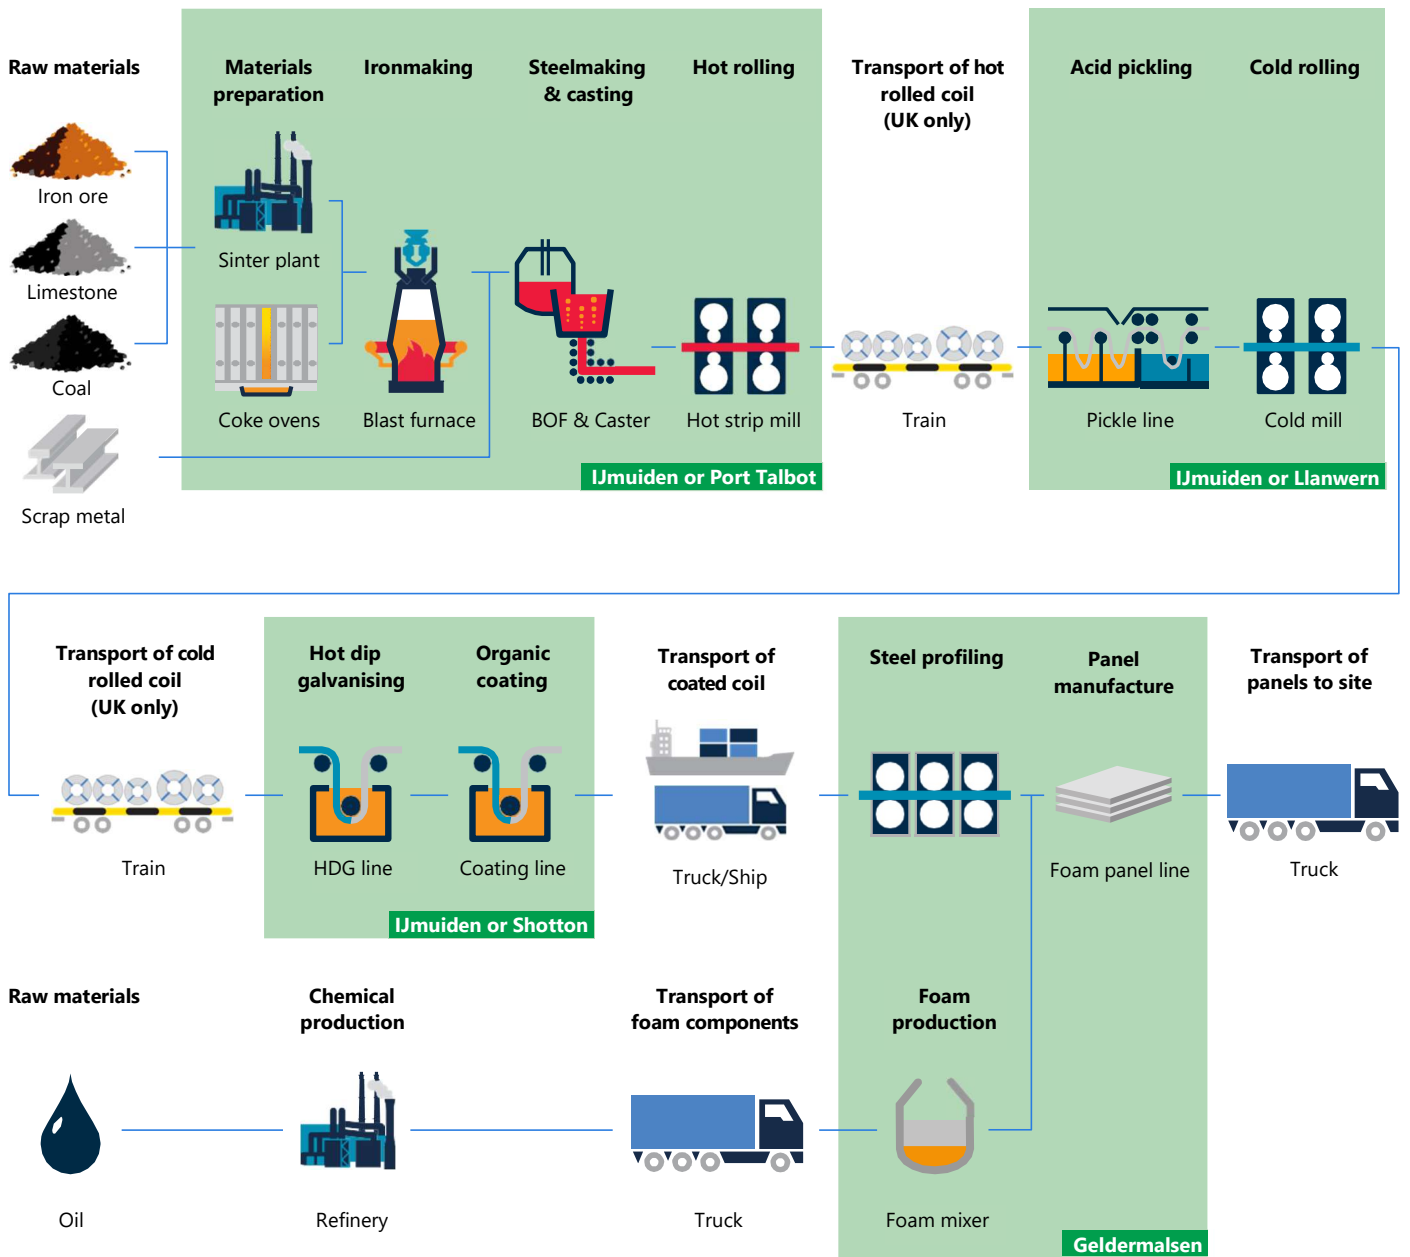 Raw materials
Materials
preparation
Ironmaking
Steelmaking
& casting
Hot rolling
Transport of hot
rolled coil
(UK only)
Acid pickling
Cold rolling
Iron ore
Limestone
Coal
Scrap metal
Sinter plant
Coke ovens
Blast furnace
BOF & Caster
Hot strip mill
Train
Pickle line
Cold mill
IJmuiden or Port Talbot
IJmuiden or Llanwern
Transport of cold
rolled coil
(UK only)
Hot dip
galvanising
Organic
coating
Transport of
coated coil
Steel profiling
Panel
manufacture
Transport of
panels to site
Train
HDG line
Coating line
Truck/Ship
Foam panel line
Truck
IJmuiden or Shotton
Raw materials
Chemical
production
Transport of
foam components
Foam
production
Oil
Refinery
Truck
Foam mixer
Geldermalsen